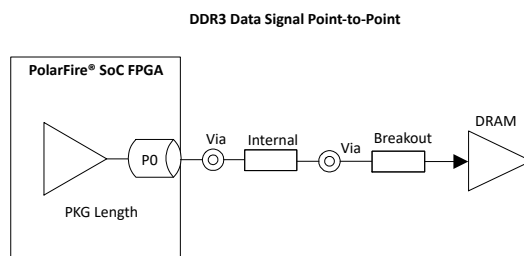 DDR3 Data Signal Point-to-Point
PolarFire® SoC FPGA
DRAM
Via
Internal
Via
Breakout
P0
PKG Length